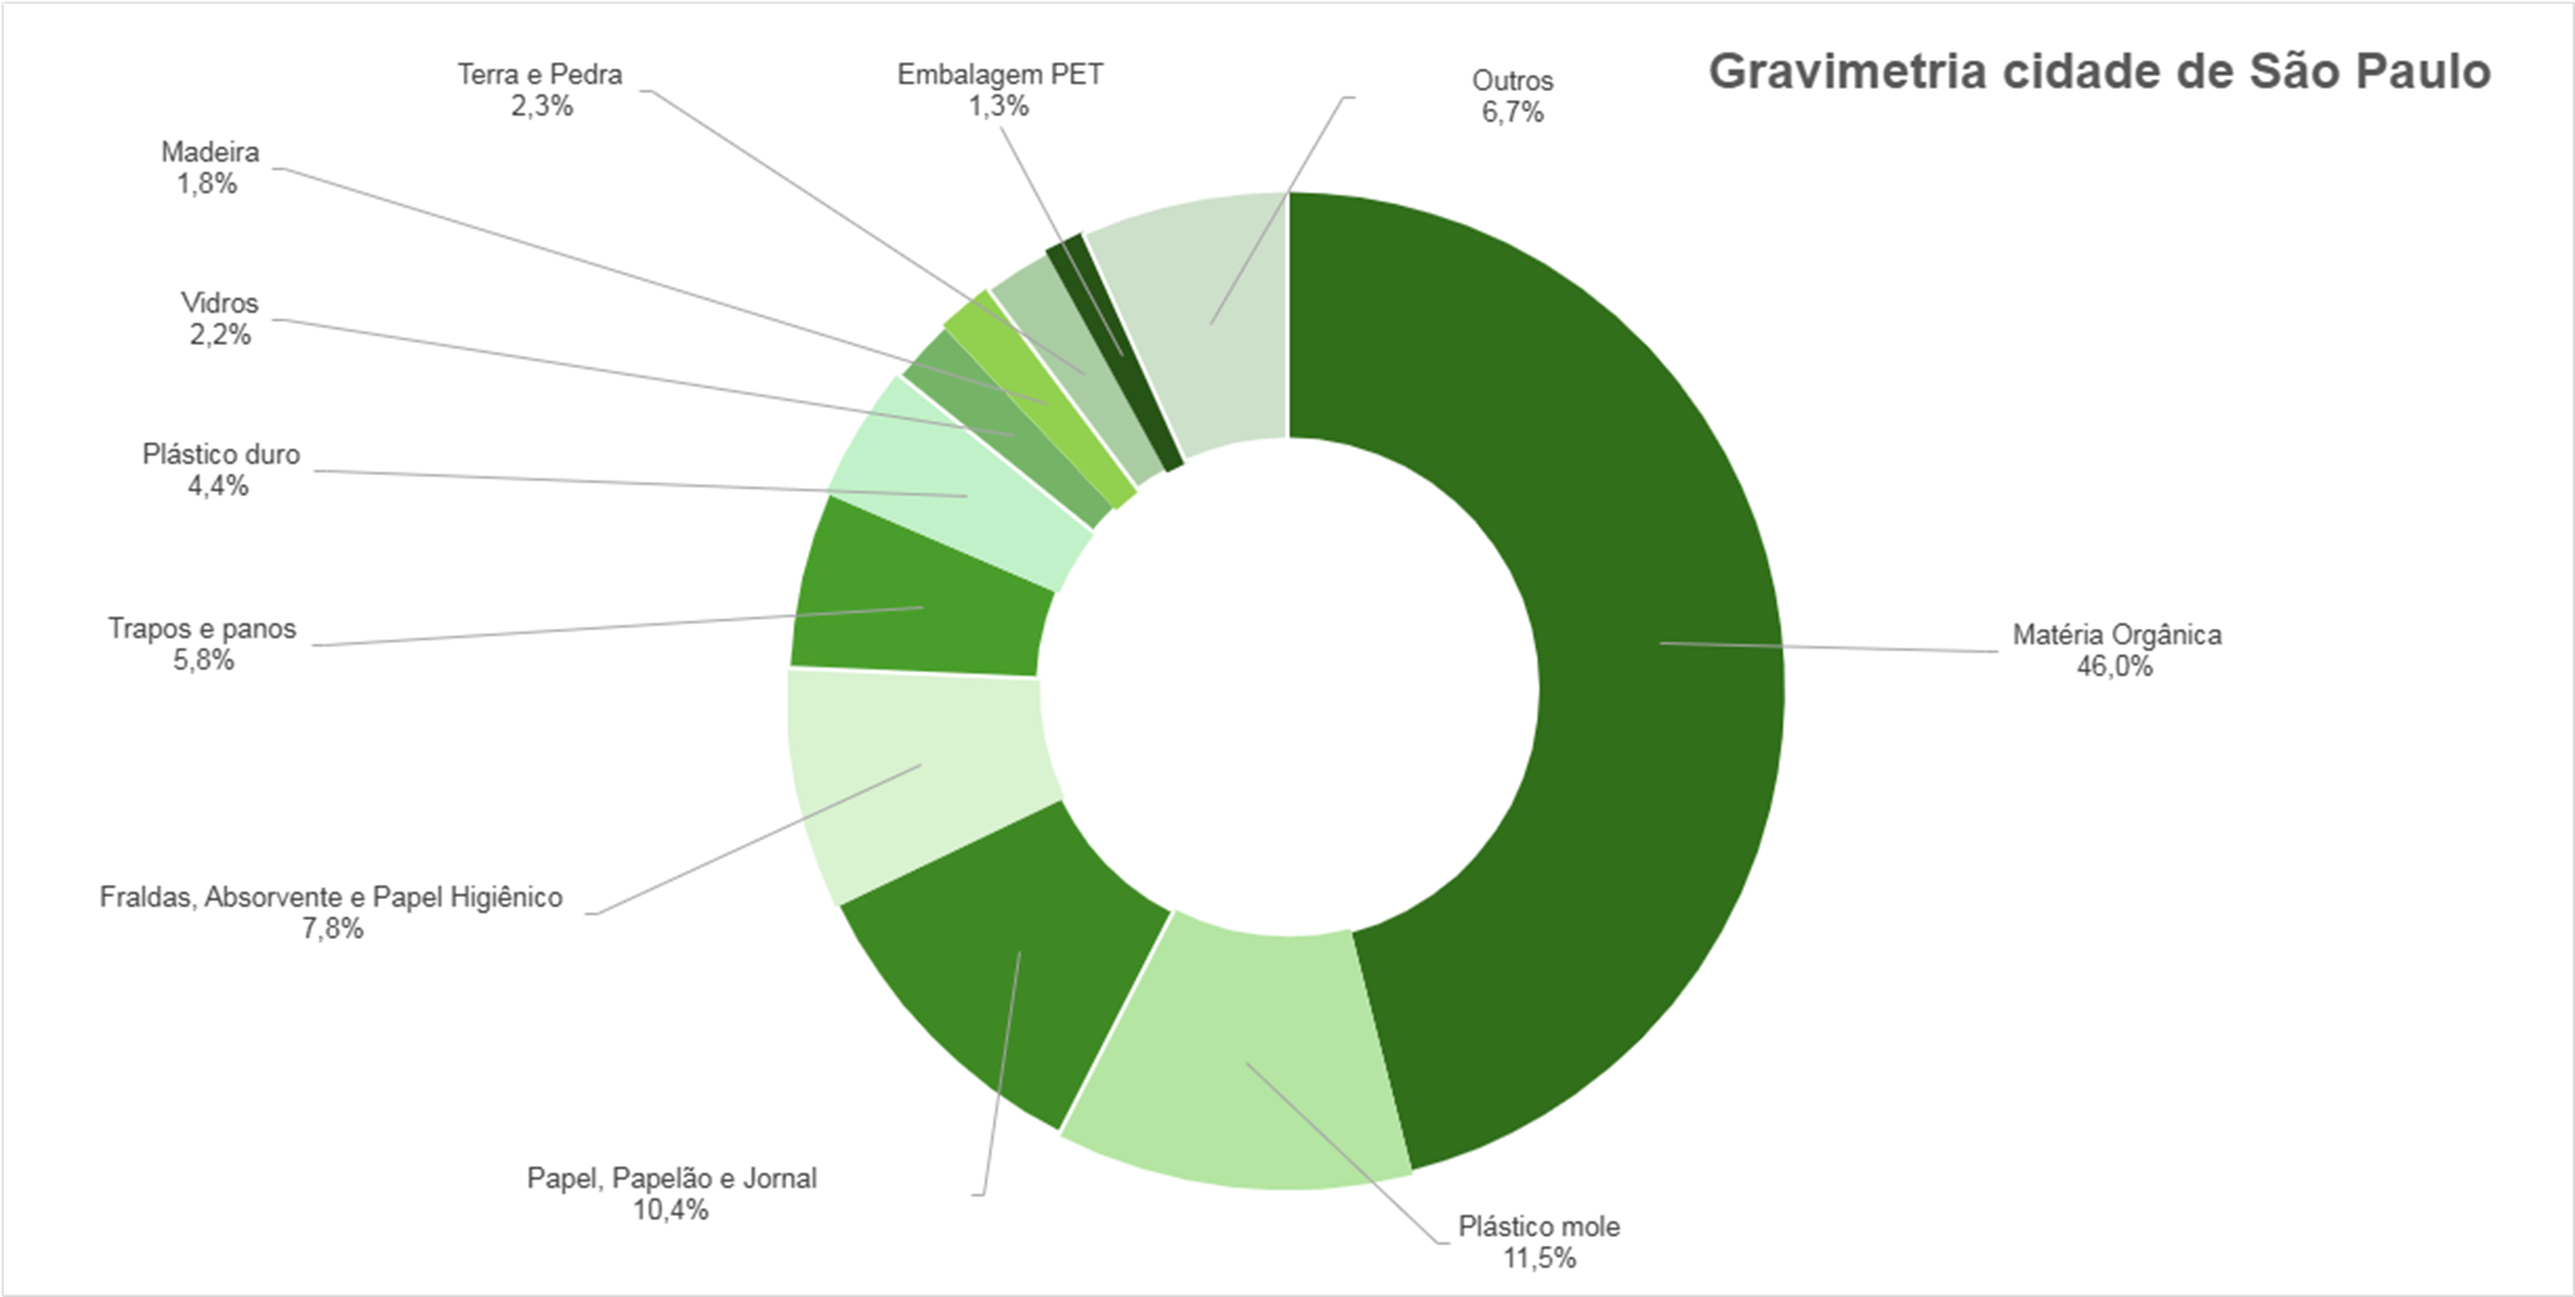 Gravimetria cidade de São Paulo
Terra e Pedra
2,3%
Embalagem PET
1,3%
Outros
6,7%
Madeira
1,8%
Vidros
2,2%
Plástico duro
4,4%
Trapos e panos
5,8%
Matéria Orgânica
46,0%
Fraldas, Absorvente e Papel Higiênico
7,8%
Papel, Papelão e Jornal
10,4%
Plástico mole
11,5%